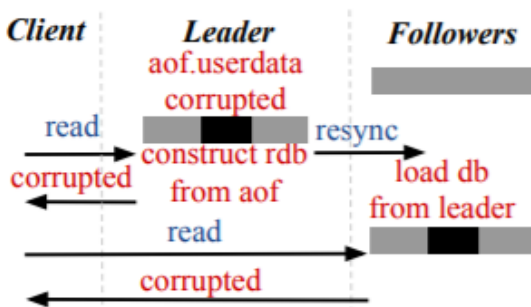 Client Leader Followers
aof.userdata
corrupted
read
resync
construct rdb
corrupted
from aof
load db
from leader
read
corrupted